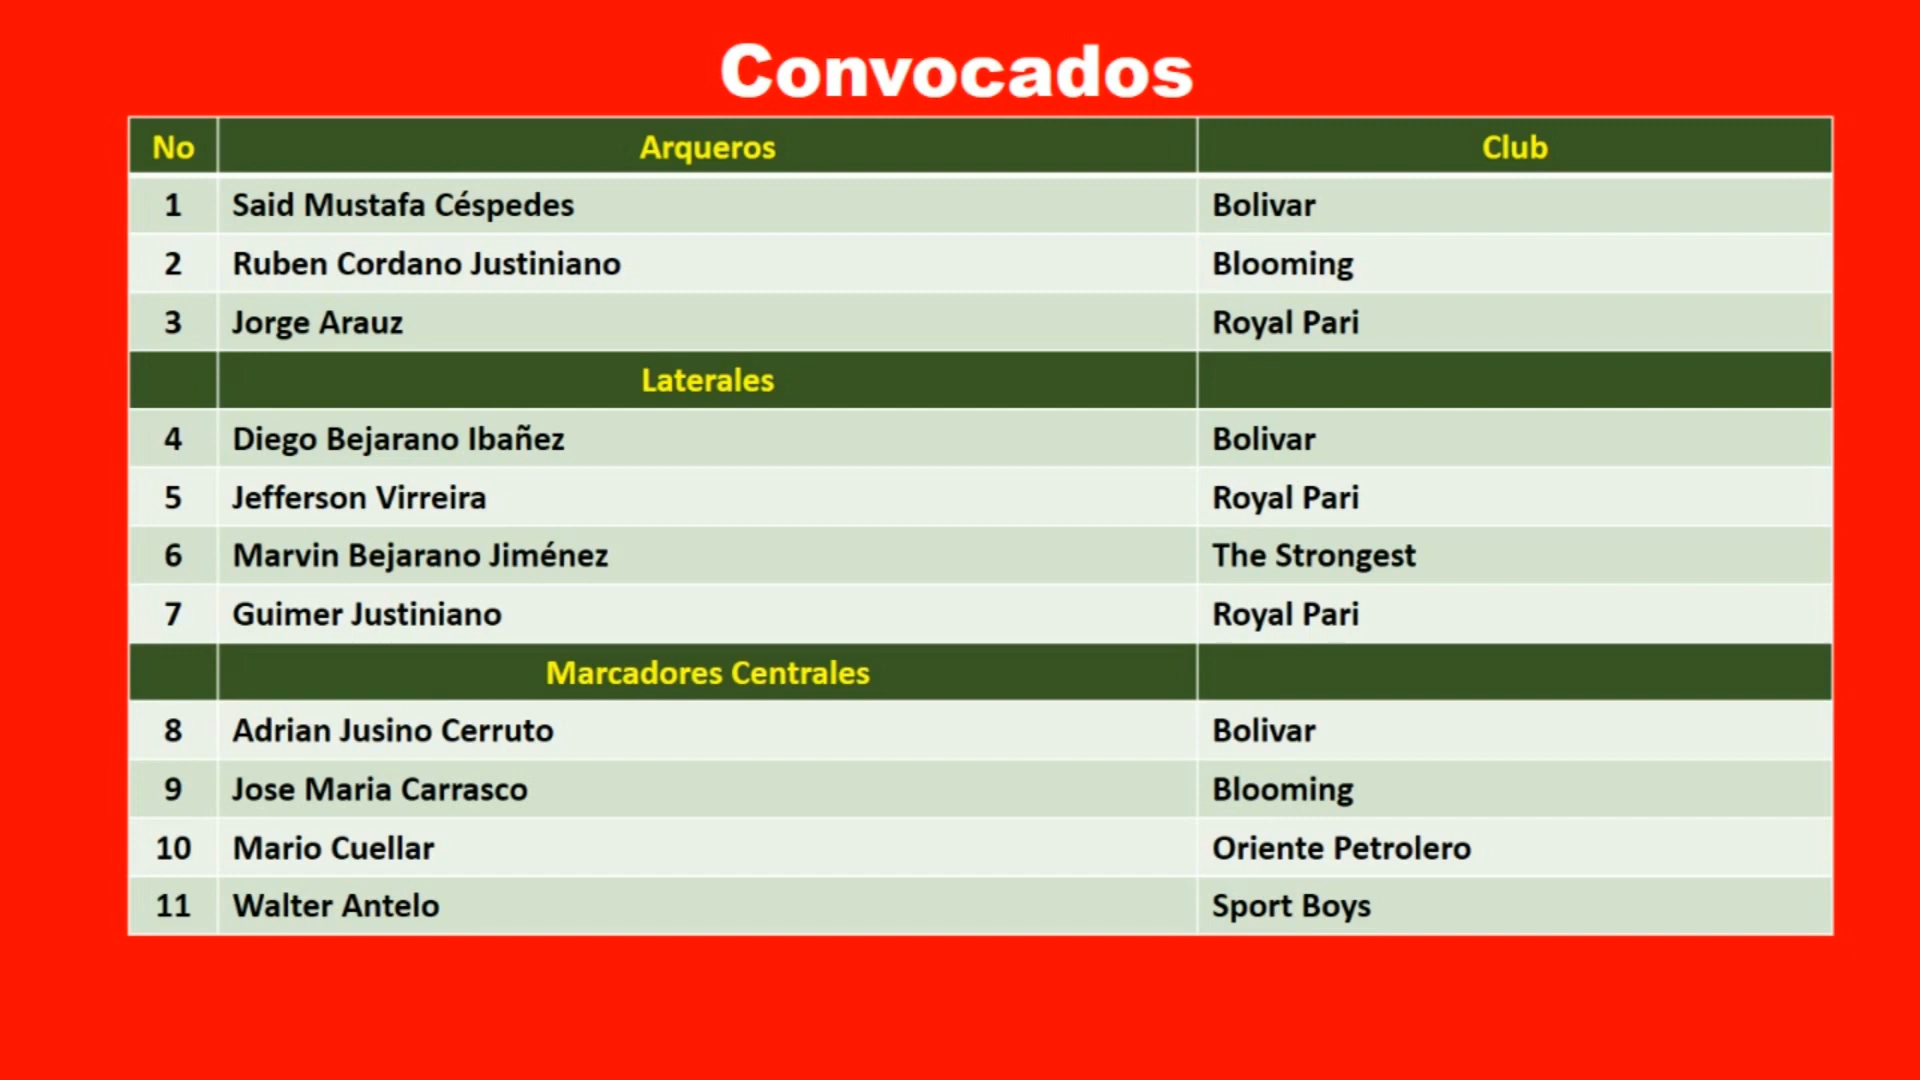 Convocados
No Arqueros Club
1 Said Mustafa Céspedes Bolivar
2 Ruben Cordano Justiniano Blooming
3 Jorge Arauz Royal Pari
Laterales
4 Diego Bejarano Ibañez Bolivar
5 Jefferson Virreira Royal Pari
6 Marvin Bejarano Jiménez The Strongest
7 Guimer Justiniano Royal Pari
Marcadores Centrales
8 Adrian Jusino Cerruto Bolivar
9 Jose Maria Carrasco Blooming
10 Mario Cuellar Oriente Petrolero
11 Walter Antelo Sport Boys